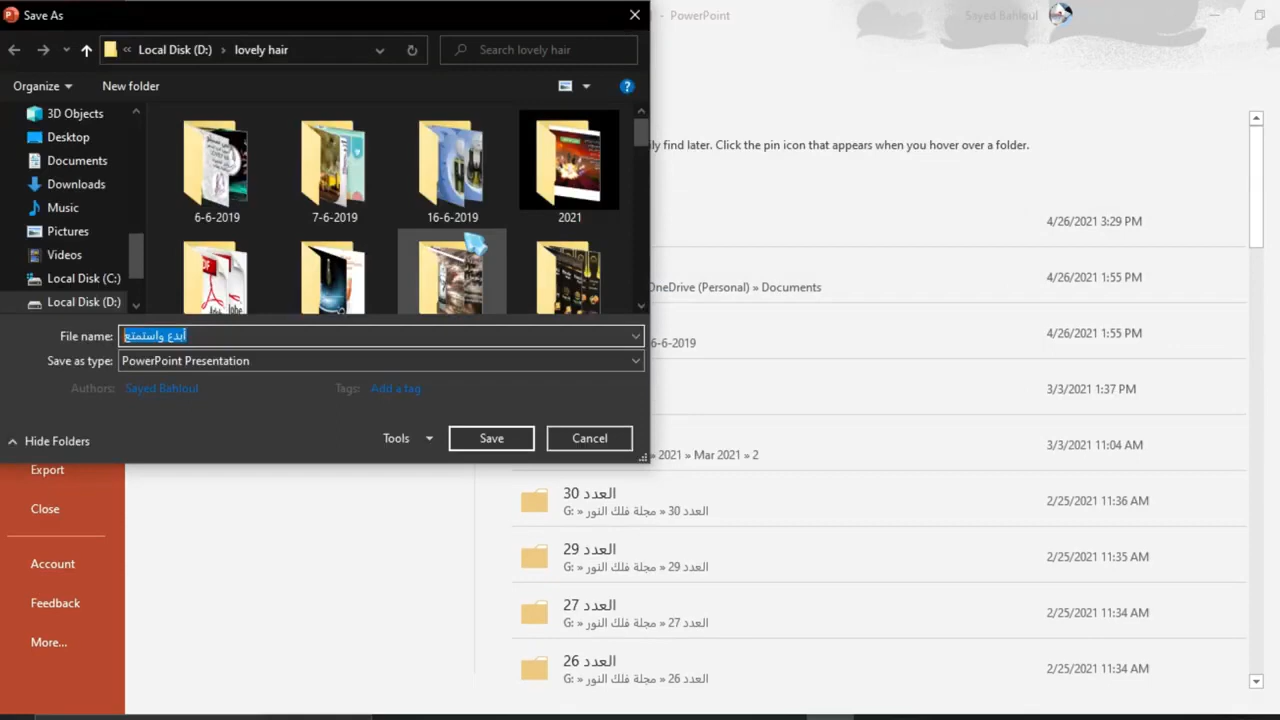 Save As
- PowerPoint
Sayed Bahloul
« Local Disk (D:) › lovely hair
Search lovely hair
Organize
New folder
3D Objects
Desktop
Documents
Downloads
Music
Pictures
Videos
Local Disk (C:)
Local Disk (D:)
6-6-2019
7-6-2019
16-6-2019
2021
File name: أبدع واستمتع
Save as type: PowerPoint Presentation
Authors: Sayed Bahloul
Tags: Add a tag
Hide Folders
Tools
Save
Cancel
ly find later. Click the pin icon that appears when you hover over a folder.
4/26/2021 3:29 PM
4/26/2021 1:55 PM
OneDrive (Personal) » Documents
4/26/2021 1:55 PM
6-6-2019
3/3/2021 1:37 PM
3/3/2021 11:04 AM
» 2021 » Mar 2021 » 2
Export
Close
Account
Feedback
More...
العدد 30
2/25/2021 11:36 AM
G: » مجلة فلك النور » العدد 30
العدد 29
2/25/2021 11:35 AM
G: » مجلة فلك النور » العدد 29
العدد 27
2/25/2021 11:34 AM
G: » مجلة فلك النور » العدد 27
العدد 26
2/25/2021 11:34 AM
G: » مجلة فلك النور » العدد 26